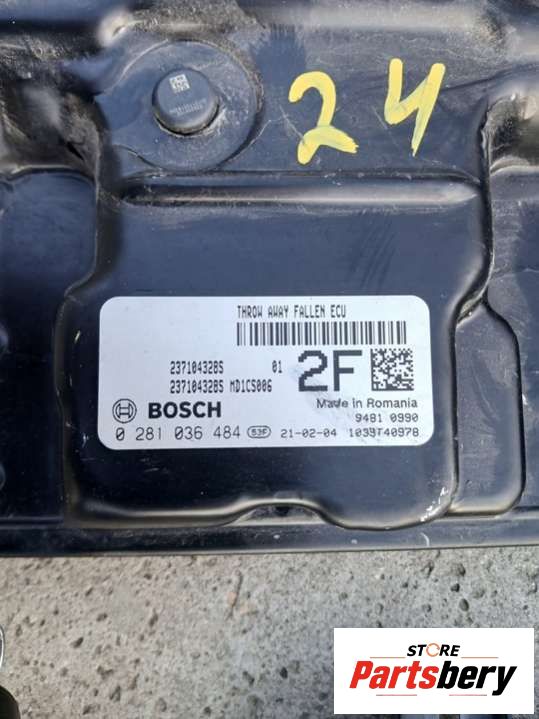 24
THROW AWAY FALLEN ECU
237104328S 01
237104328S MD1CS006
2F
BOSCH
Made in Romania
9481 0990
0 281 036 484 53F 21-02-04 1039T40978
STORE
Partsbery